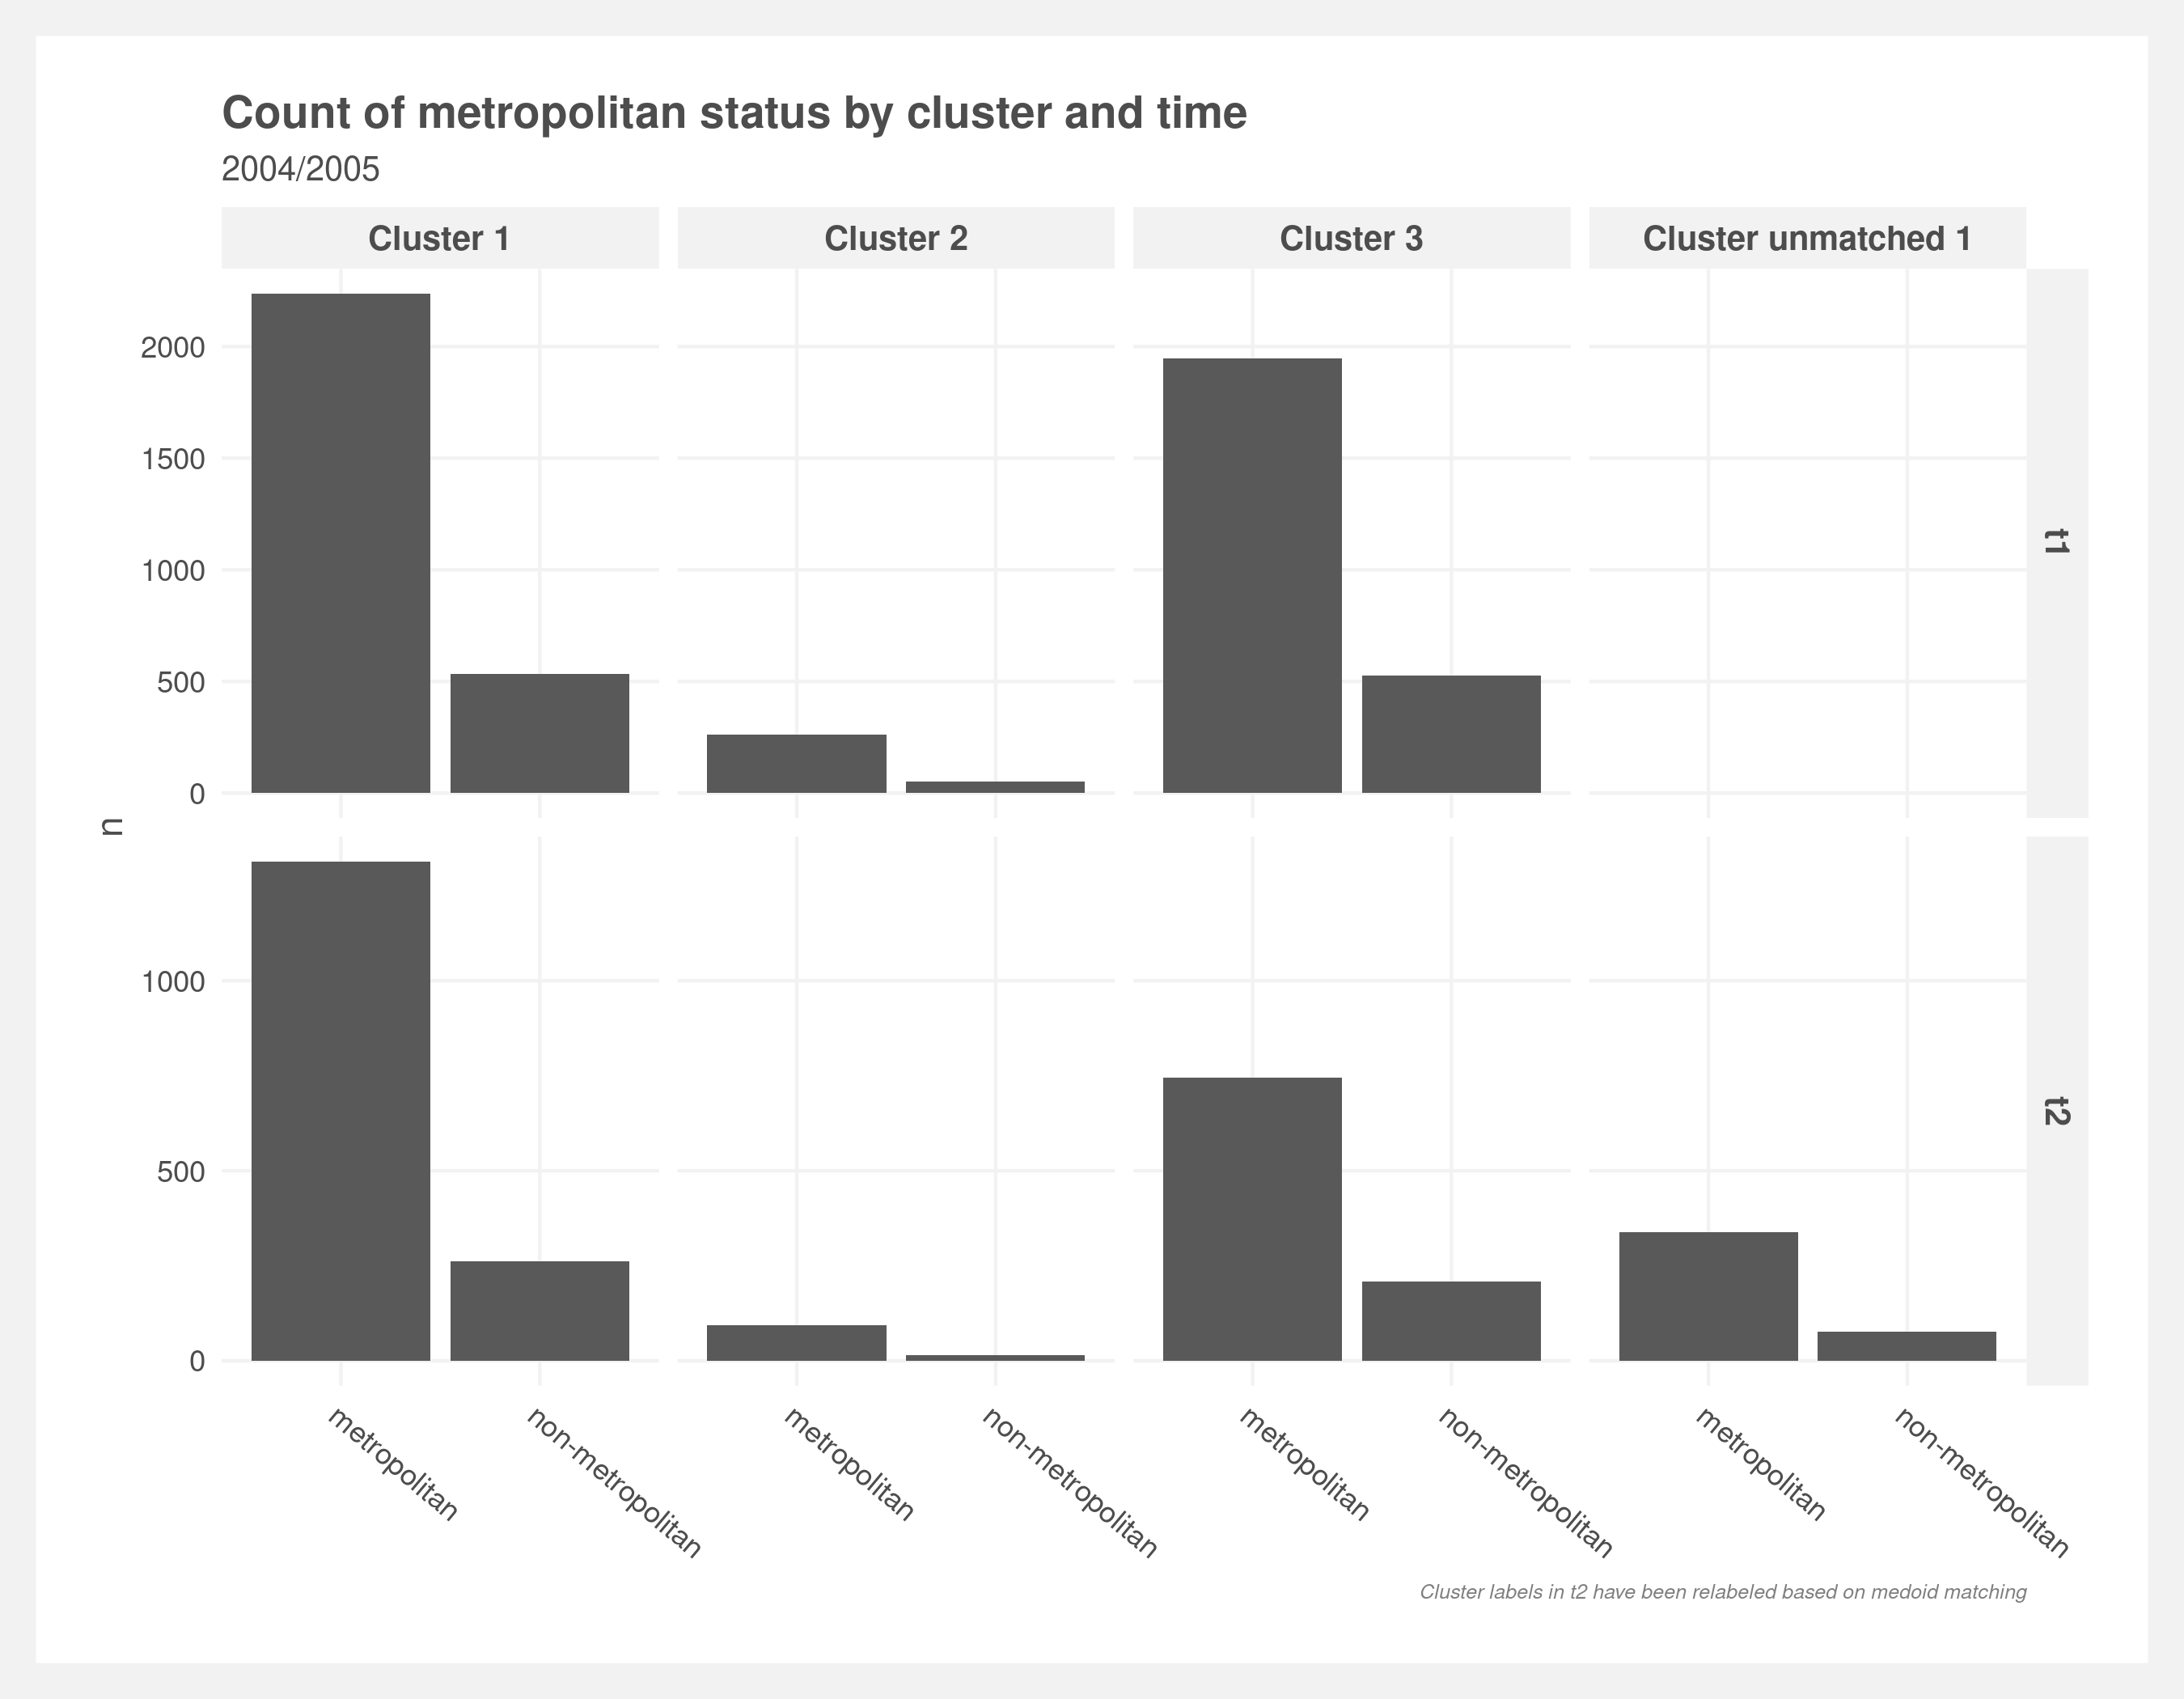 Count of metropolitan status by cluster and time
2004/2005
Cluster 1
Cluster 2
Cluster 3
Cluster unmatched 1
2000
1500
1000
500
0
t1
n
1000
500
0
t2
metropolitan
non-metropolitan
metropolitan
non-metropolitan
metropolitan
non-metropolitan
metropolitan
non-metropolitan
Cluster labels in t2 have been relabeled based on medoid matching